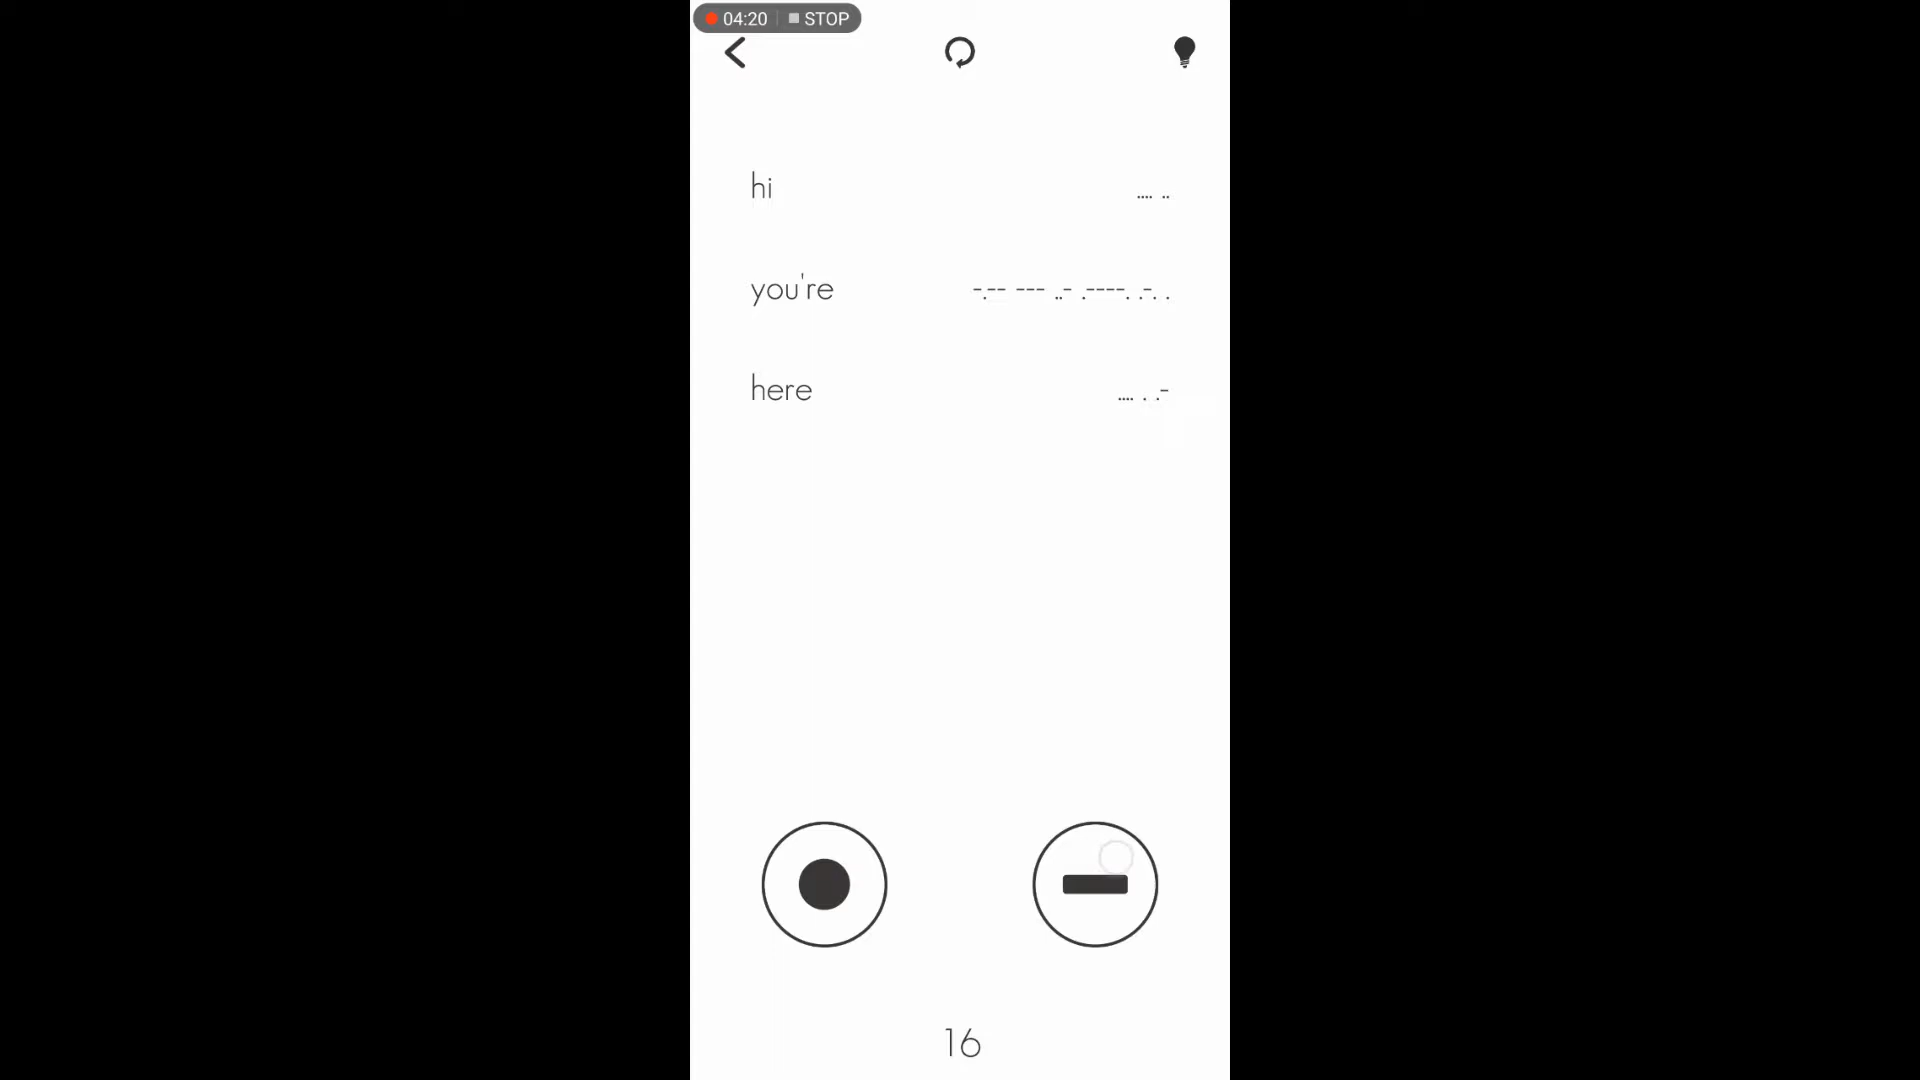 04:20 STOP
hi .... ..
you're -.-- --- ..- .----. .-. .
here .... . .-
16